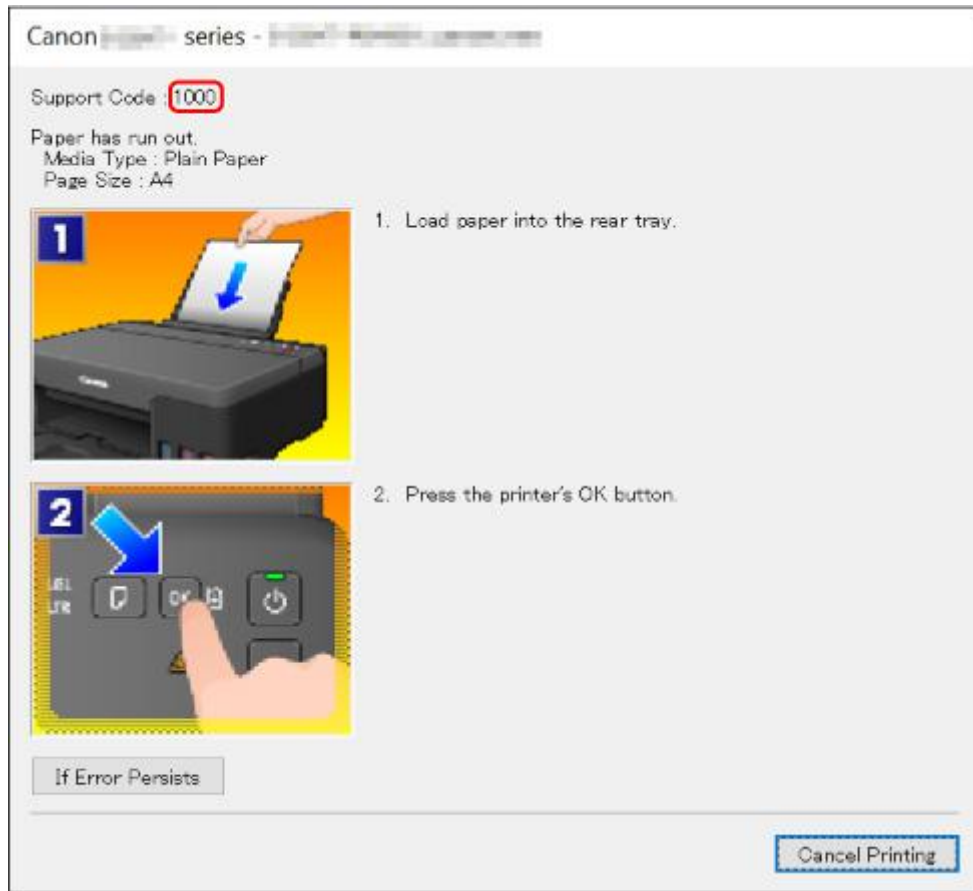 Canon series -
Support Code : 1000
Paper has run out.
Media Type : Plain Paper
Page Size : A4
1
1. Load paper into the rear tray.
Canon
2
2. Press the printer's OK button.
OK
If Error Persists
Cancel Printing